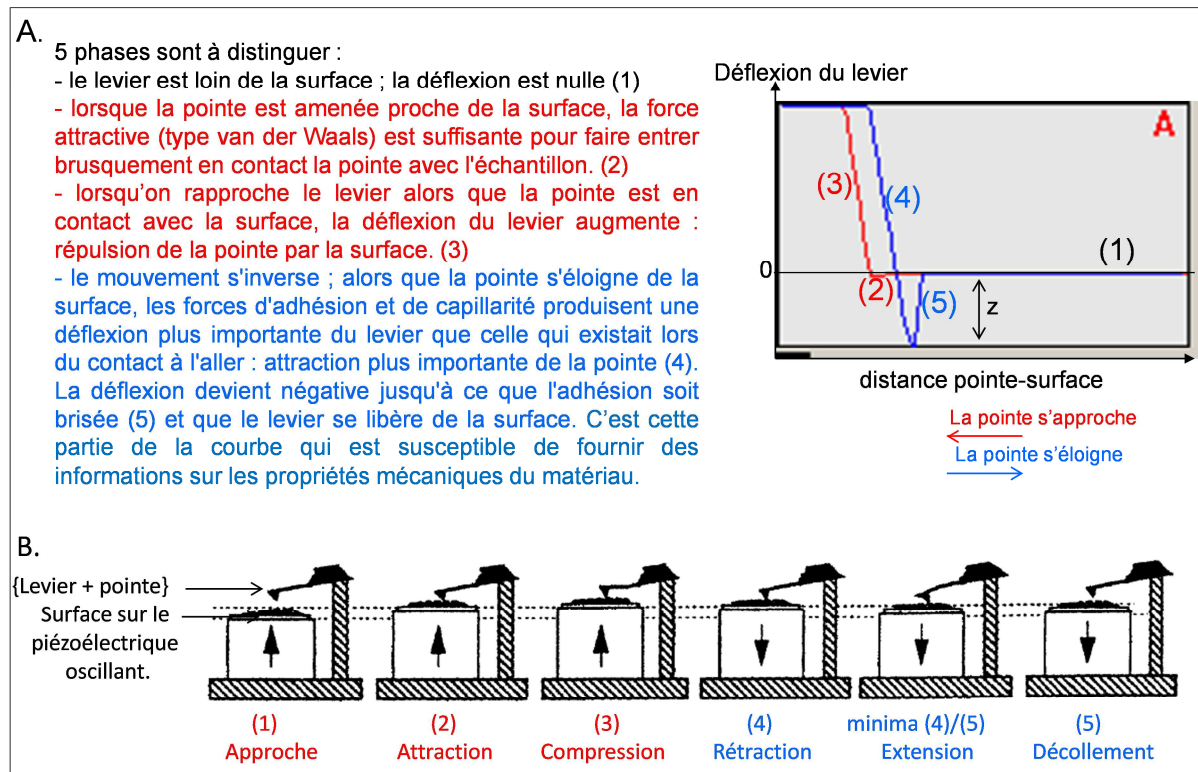 A.
5 phases sont à distinguer :
- le levier est loin de la surface ; la déflexion est nulle (1)
- lorsque la pointe est amenée proche de la surface, la force
attractive (type van der Waals) est suffisante pour faire entrer
brusquement en contact la pointe avec l'échantillon. (2)
- lorsqu'on rapproche le levier alors que la pointe est en
contact avec la surface, la déflexion du levier augmente :
répulsion de la pointe par la surface. (3)
- le mouvement s'inverse ; alors que la pointe s'éloigne de la
surface, les forces d'adhésion et de capillarité produisent une
déflexion plus importante du levier que celle qui existait lors
du contact à l'aller : attraction plus importante de la pointe (4).
La déflexion devient négative jusqu'à ce que l'adhésion soit
brisée (5) et que le levier se libère de la surface. C'est cette
partie de la courbe qui est susceptible de fournir des
informations sur les propriétés mécaniques du matériau.
Déflexion du levier
A
(3)
(4)
(1)
0
(2)
(5)
z
distance pointe-surface
La pointe s'approche
La pointe s'éloigne
B.
{Levier + pointe}
Surface sur le
piézoélectrique
oscillant.
(1)
Approche
(2)
Attraction
(3)
Compression
(4)
Rétraction
minima (4)/(5)
Extension
(5)
Décollement